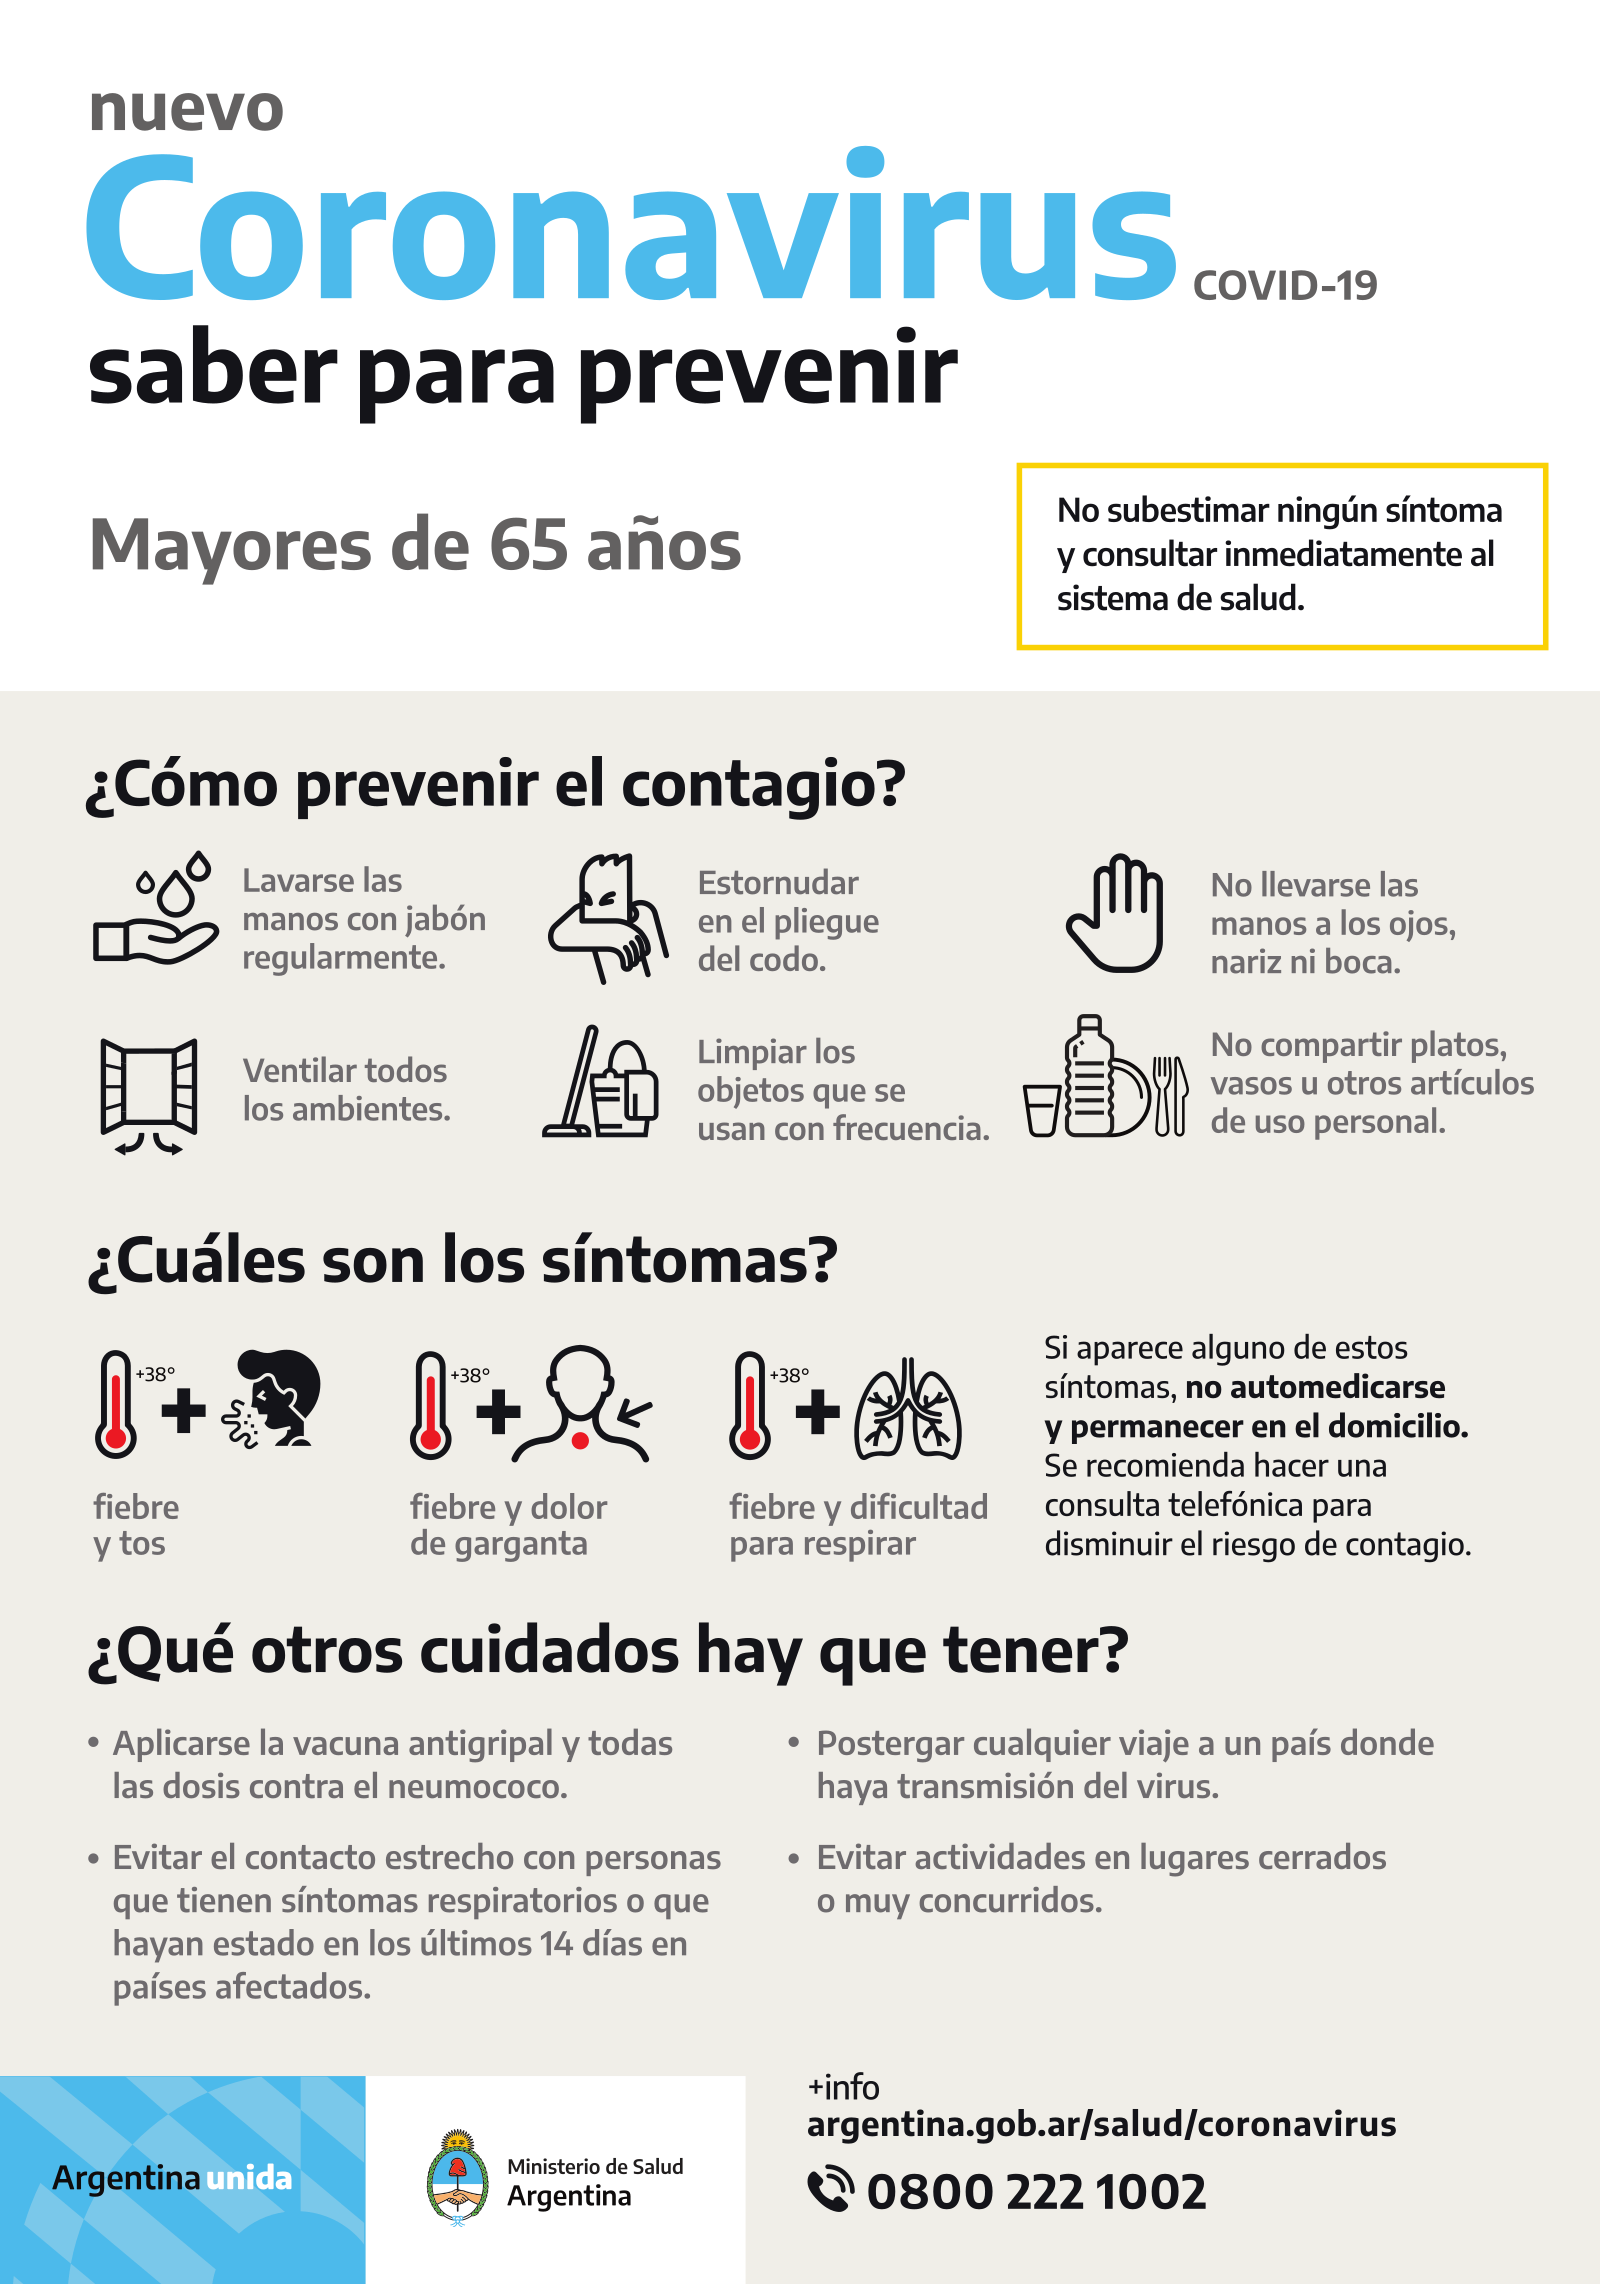 nuevo
Coronavirus COVID-19
saber para prevenir
Mayores de 65 años
No subestimar ningún síntoma
y consultar inmediatamente al
sistema de salud.
¿Cómo prevenir el contagio?
Lavarse las
manos con jabón
regularmente.
Estornudar
en el pliegue
del codo.
No llevarse las
manos a los ojos,
nariz ni boca.
Ventilar todos
los ambientes.
Limpiar los
objetos que se
usan con frecuencia.
No compartir platos,
vasos u otros artículos
de uso personal.
¿Cuáles son los síntomas?
+38°
fiebre
y tos
+38°
fiebre y dolor
de garganta
+38°
fiebre y dificultad
para respirar
Si aparece alguno de estos
síntomas, no automedicarse
y permanecer en el domicilio.
Se recomienda hacer una
consulta telefónica para
disminuir el riesgo de contagio.
¿Qué otros cuidados hay que tener?
• Aplicarse la vacuna antigripal y todas
las dosis contra el neumococo.
• Evitar el contacto estrecho con personas
que tienen síntomas respiratorios o que
hayan estado en los últimos 14 días en
países afectados.
• Postergar cualquier viaje a un país donde
haya transmisión del virus.
• Evitar actividades en lugares cerrados
o muy concurridos.
Argentina unida
Ministerio de Salud
Argentina
+info
argentina.gob.ar/salud/coronavirus
0800 222 1002